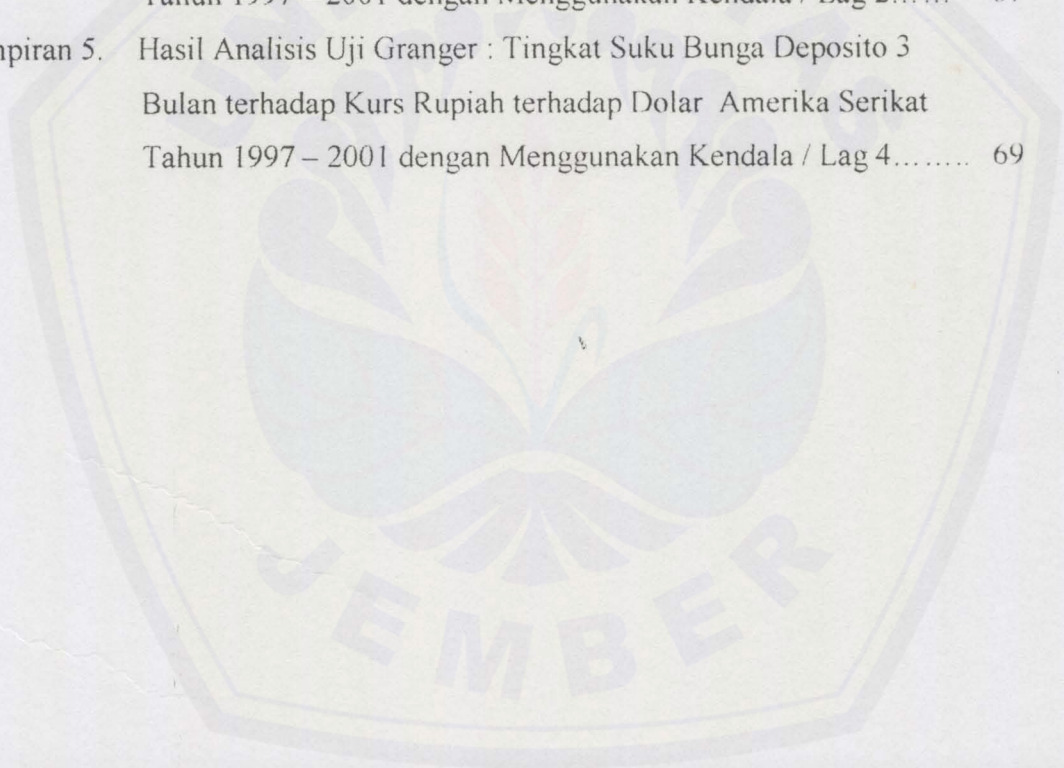 Tahun 1997 – 2001 dengan Menggunakan Kendala / Lag
mpiran 5. Hasil Analisis Uji Granger : Tingkat Suku Bunga Deposito 3
Bulan terhadap Kurs Rupiah terhadap Dolar Amerika Serikat
Tahun 1997 – 2001 dengan Menggunakan Kendala / Lag 4........ 69
JEMBER